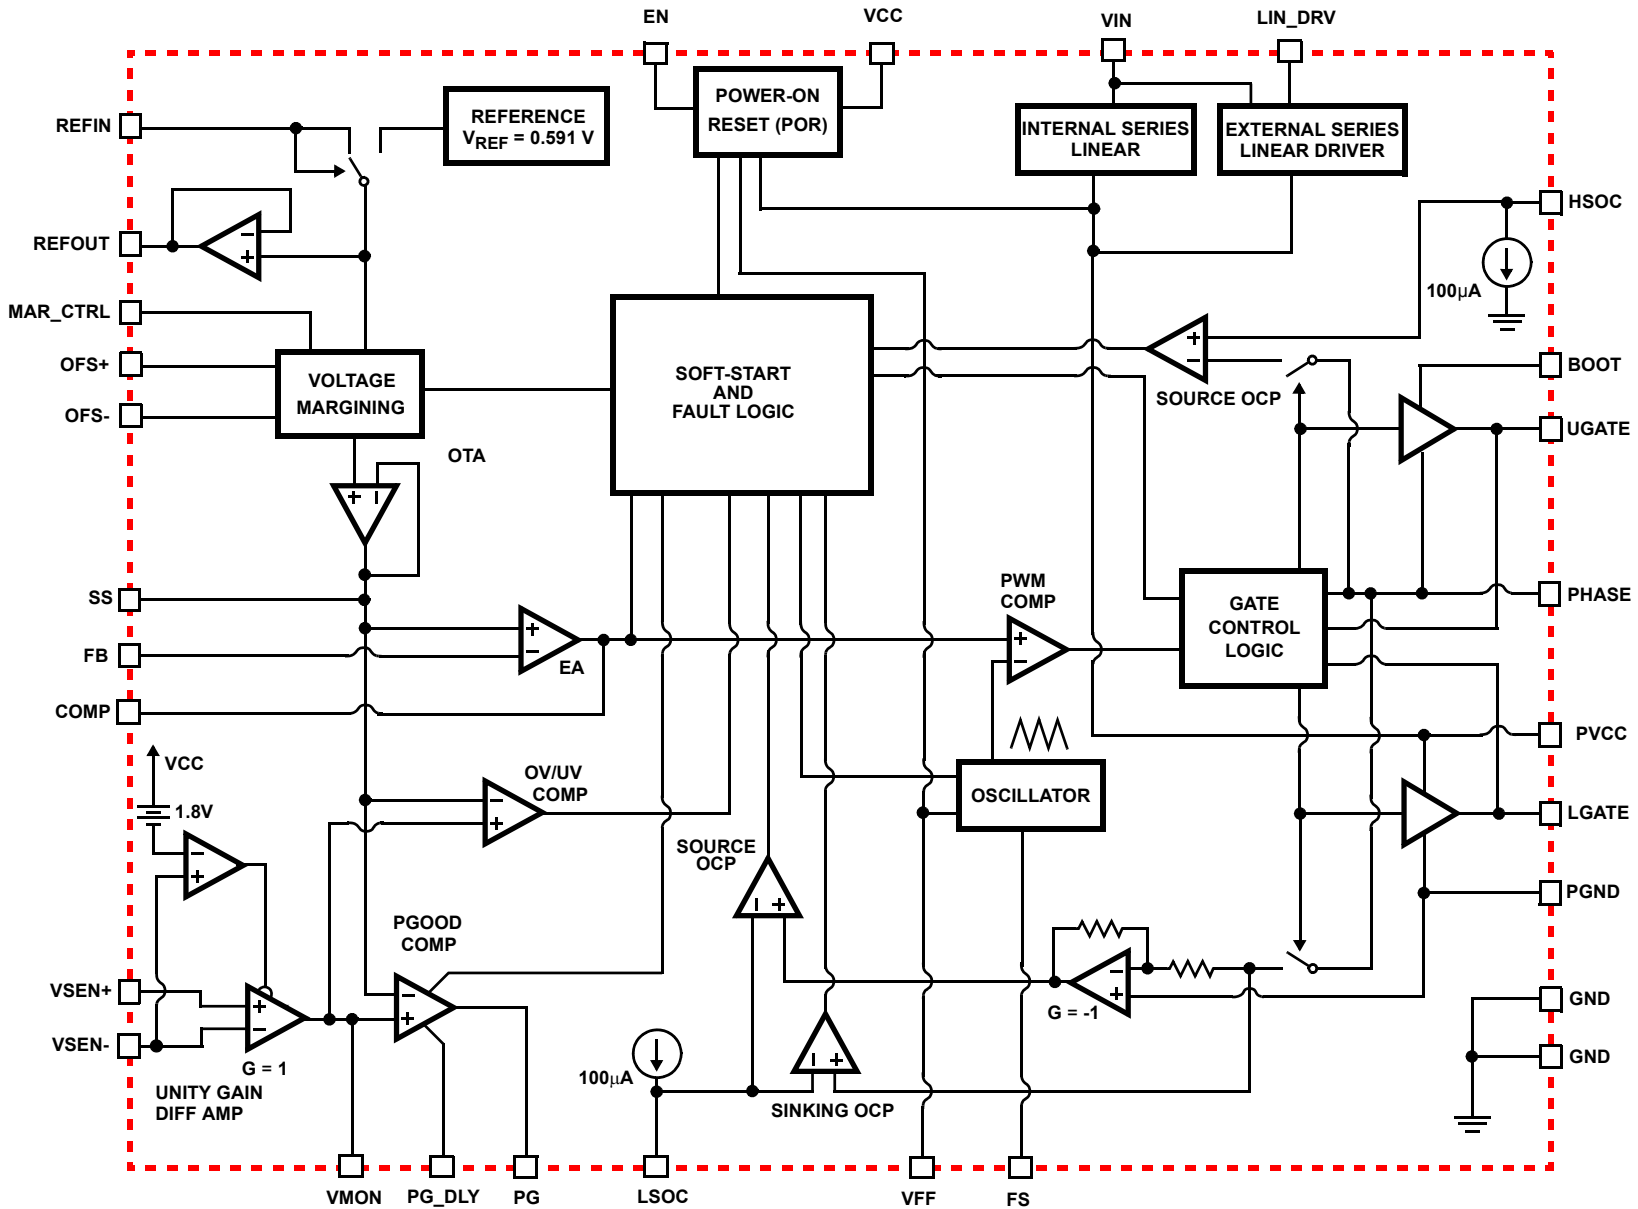 EN
VCC
VIN
LIN_DRV
POWER-ON
RESET (POR)
REFERENCE
VREF = 0.591 V
INTERNAL SERIES
LINEAR
EXTERNAL SERIES
LINEAR DRIVER
REFIN
HSOC
REFOUT
-
+
100µA
MAR_CTRL
OFS+
OFS-
VOLTAGE
MARGINING
SOFT-START
AND
FAULT LOGIC
+
-
SOURCE OCP
BOOT
UGATE
OTA
+ -
SS
FB
COMP
+
-
EA
PWM
COMP
+
-
GATE
CONTROL
LOGIC
PHASE
PVCC
VCC
1.8V
OV/UV
COMP
-
+
OSCILLATOR
LGATE
-
+
SOURCE
OCP
- +
PGND
PGOOD
COMP
-
+
VSEN+
VSEN-
+
-
G = 1
UNITY GAIN
DIFF AMP
-
+
G = -1
GND
GND
100µA
- +
SINKING OCP
VMON
PG_DLY
PG
LSOC
VFF
FS